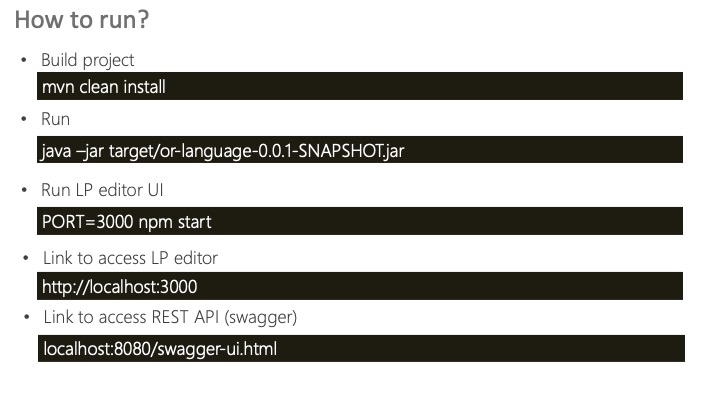 How to run?
• Build project
mvn clean install
• Run
java –jar target/or-language-0.0.1-SNAPSHOT.jar
• Run LP editor UI
PORT=3000 npm start
• Link to access LP editor
http://localhost:3000
• Link to access REST API (swagger)
localhost:8080/swagger-ui.html